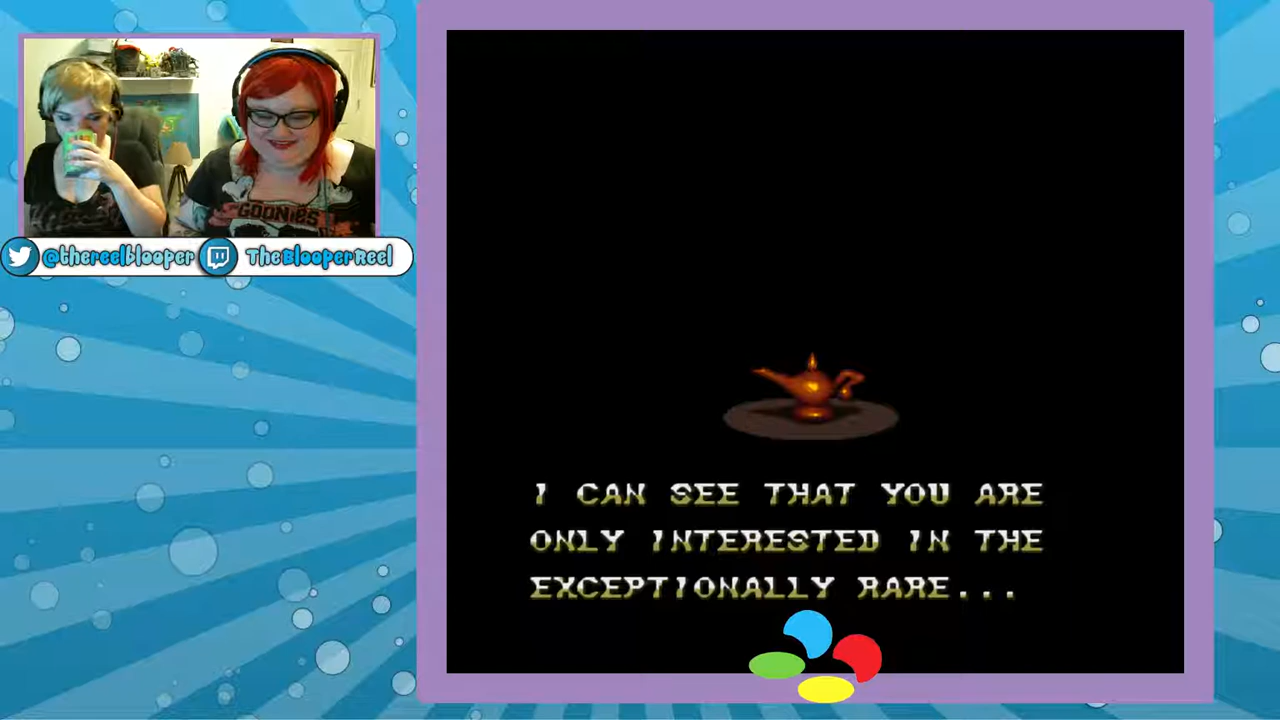 GOONIES
@thereelblooper
TheBlooperReel
I CAN SEE THAT YOU ARE
ONLY INTERESTED IN THE
EXCEPTIONALLY RARE...